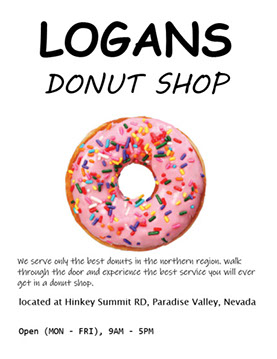 LOGANS
DONUT SHOP
We serve only the best donuts in the northern region. walk
through the door and experience the best service you will ever
get in a donut shop.
located at Hinkey Summit RD, Paradise Valley, Nevada
Open (MON - FRI), 9AM - 5PM